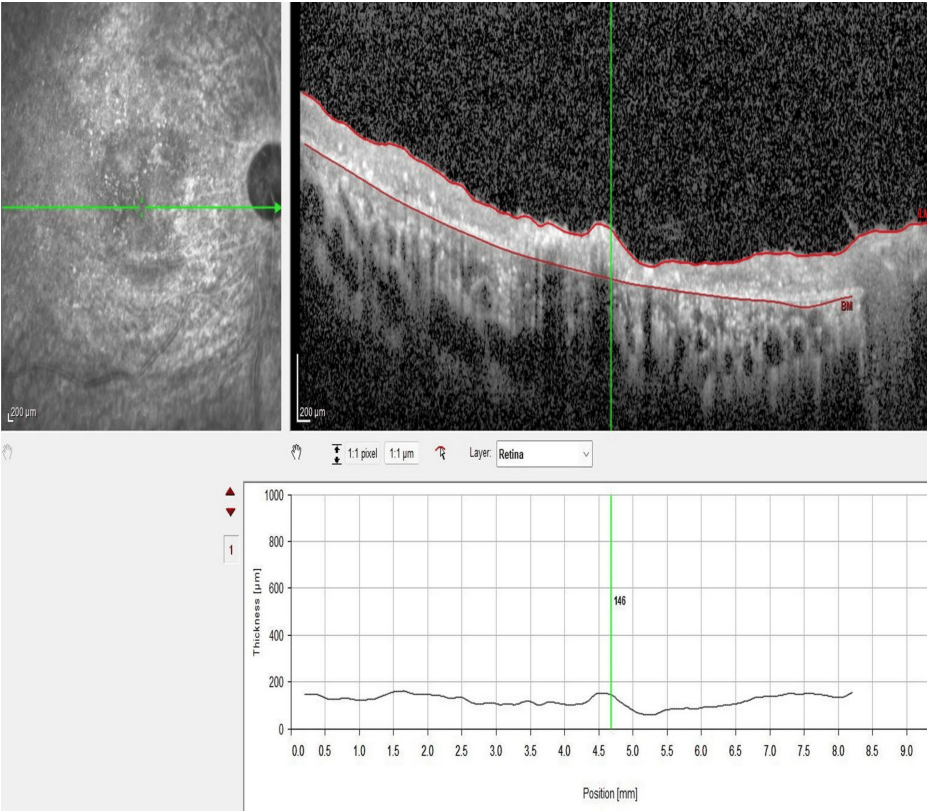 200 µm
ILM
BM
200 µm
1:1 pixel
1:1 µm
Layer:
Retina
1
Thickness [µm]
1000
800
600
400
200
0
146
0.0 0.5 1.0 1.5 2.0 2.5 3.0 3.5 4.0 4.5 5.0 5.5 6.0 6.5 7.0 7.5 8.0 8.5 9.0
Position [mm]